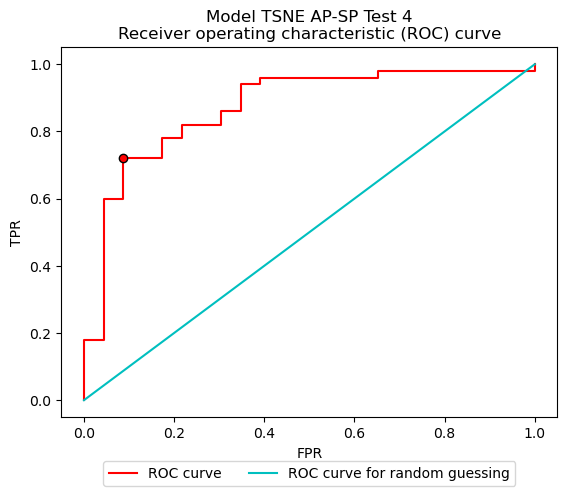 Model TSNE AP-SP Test 4
Receiver operating characteristic (ROC) curve
1.0
0.8
0.6
0.4
0.2
0.0
TPR
0.0 0.2 0.4 0.6 0.8 1.0
FPR
ROC curve ROC curve for random guessing